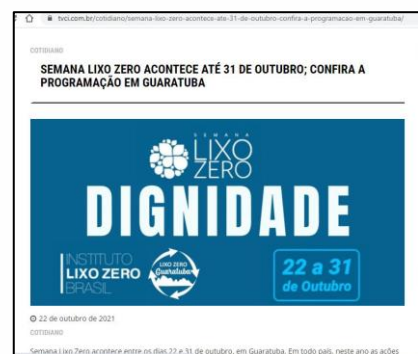 tvci.com.br/cotidiano/semana-lixo-zero-acontece-ate-31-de-outubro-confira-a-programacao-em-guaratuba/
COTIDIANO
SEMANA LIXO ZERO ACONTECE ATÉ 31 DE OUTUBRO; CONFIRA A
PROGRAMAÇÃO EM GUARATUBA
SEMANA
LIXO
ZERO
DIGNIDADE
INSTITUTO
LIXO ZERO
BRASIL
LIXO ZERO
Guaratuba
22 a 31
de Outubro
22 de outubro de 2021
COTIDIANO
Semana Lixo Zero acontece entre os dias 22 e 31 de outubro, em Guaratuba. Em todo país, neste ano as ações